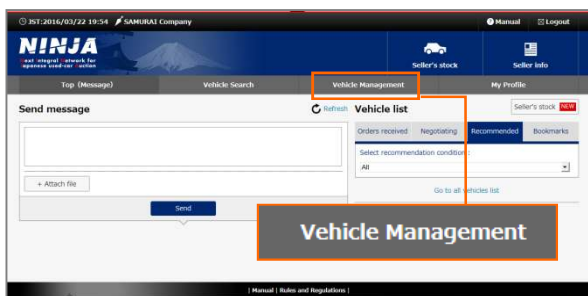 JST:2016/03/22 19:54 SAMURAI Company
Manual Logout
NINJA
Next Integral Network for
Japanese used-car Auction
Seller's stock Seller info
Top (Message) Vehicle Search Vehicle Management My Profile
Send message Refresh
Vehicle list Seller's stock NEW
Orders received Negotiating Recommended Bookmarks
Select recommendation condition:
All
+ Attach file
Go to all vehicles list
Send
Vehicle Management
| Manual | Rules and Regulations |